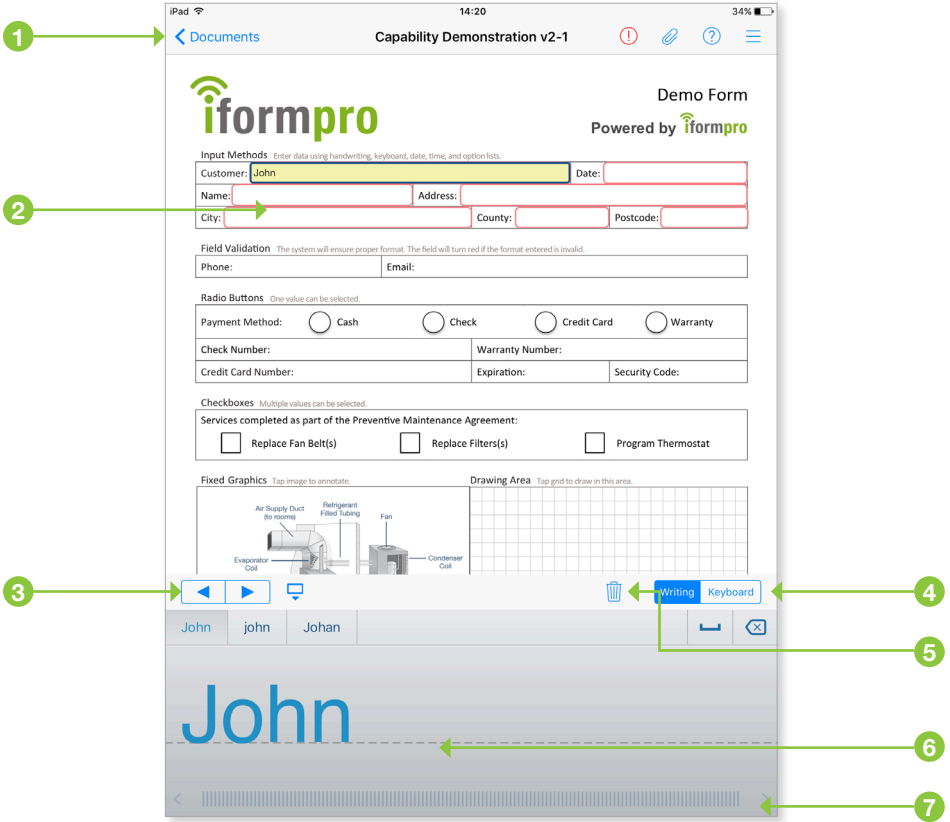 iPad 14:20 34%
1
Documents Capability Demonstration v2-1
iformpro
Demo Form
Powered by iformpro
Input Methods Enter data using handwriting, keyboard, date, time, and option lists.
Customer: John Date:
Name: Address:
2
City: County: Postcode:
Field Validation The system will ensure proper format. The field will turn red if the format entered is invalid.
Phone: Email:
Radio Buttons One value can be selected.
Payment Method: Cash Check Credit Card Warranty
Check Number: Warranty Number:
Credit Card Number: Expiration: Security Code:
Checkboxes Multiple values can be selected.
Services completed as part of the Preventive Maintenance Agreement:
Replace Fan Belt(s) Replace Filters(s) Program Thermostat
Fixed Graphics Tap image to annotate. Drawing Area Tap grid to draw in this area.
Air Supply Duct
(to rooms)
Refrigerant
Filled Tubing
Fan
Evaporator
Coil
Condenser
Coil
3
Writing Keyboard
4
John john Johan
5
John
6
7